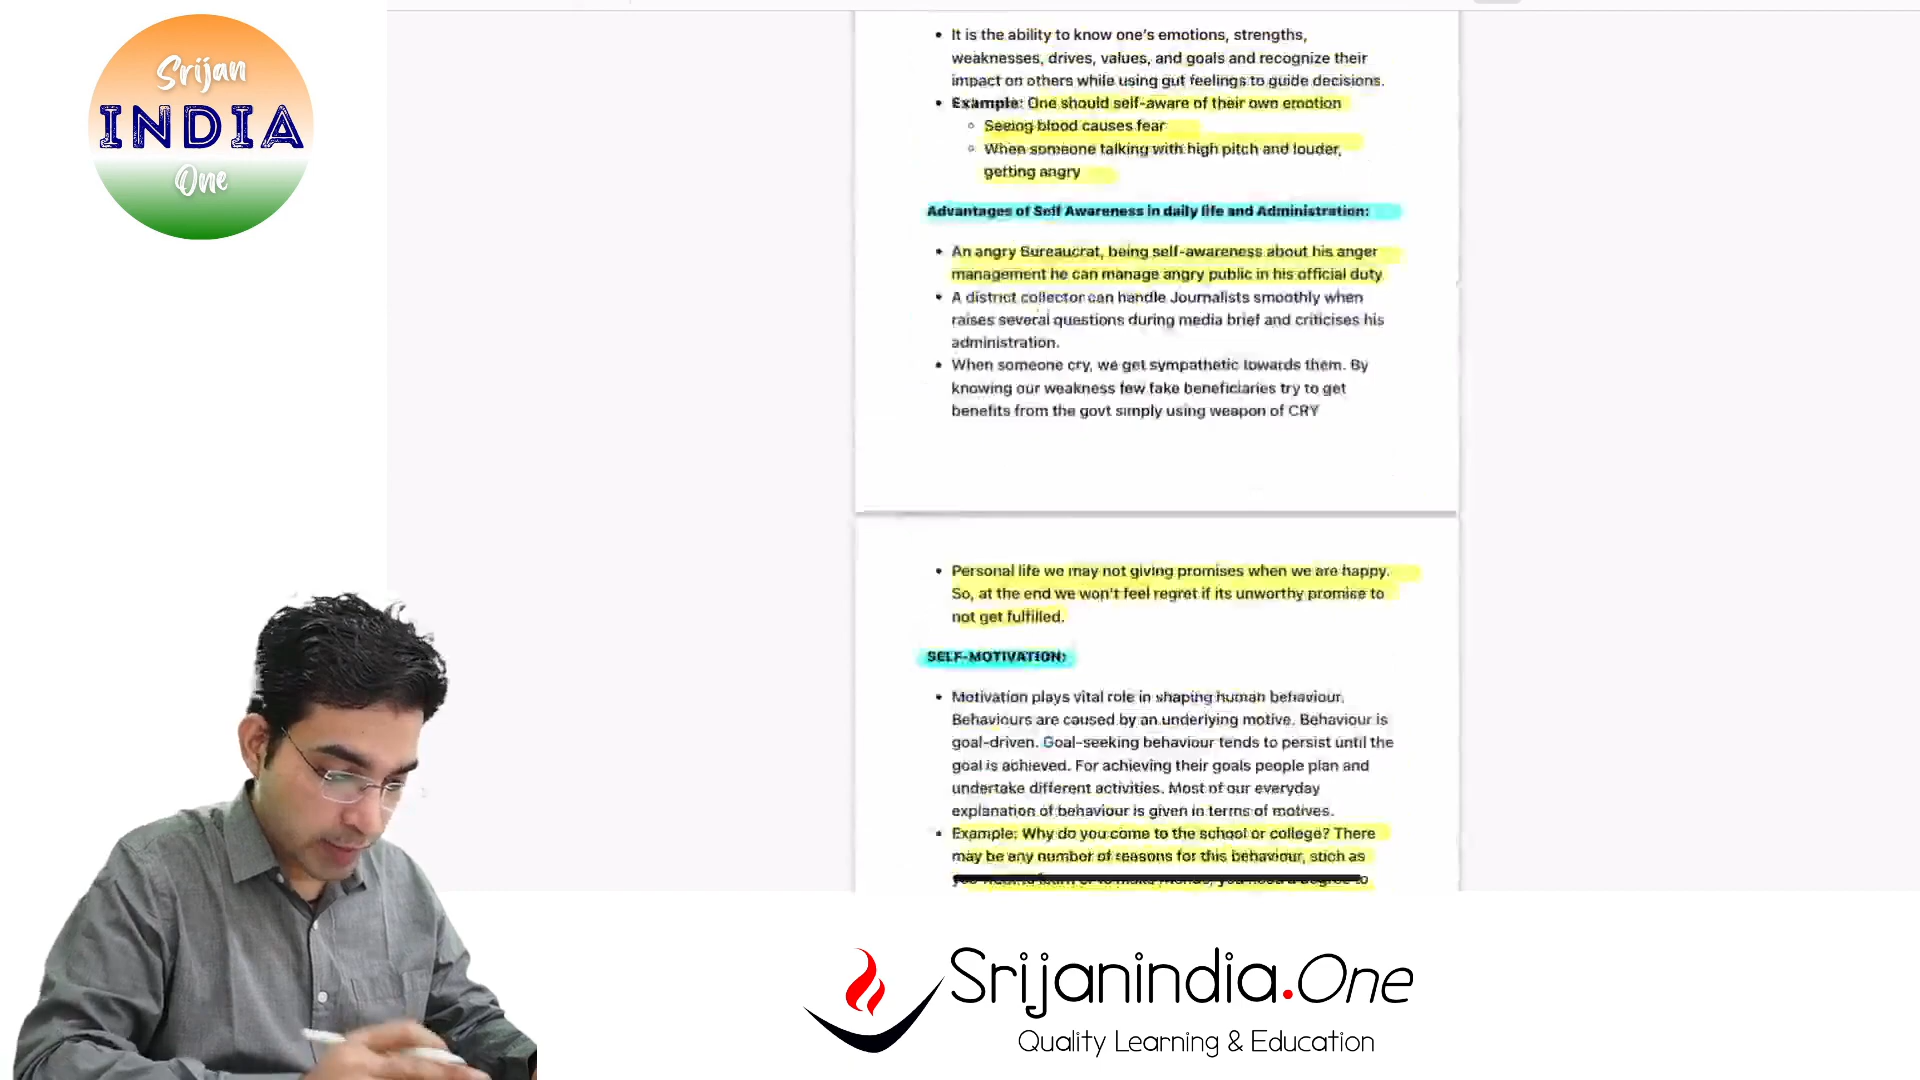 Srijan
INDIA
One
It is the ability to know one's emotions, strengths,
weaknesses, drives, values, and goals and recognize their
impact on others while using gut feelings to guide decisions.
Example: One should self-aware of their own emotion
Seeing blood causes fear
When someone talking with high pitch and louder,
getting angry
Advantages of Self Awareness in daily life and Administration:
An angry Bureaucrat, being self-awareness about his anger
management he can manage angry public in his official duty
A district collector can handle Journalists smoothly when
raises several questions during media brief and criticises his
administration.
When someone cry, we get sympathetic towards them. By
knowing our weakness few fake beneficiaries try to get
benefits from the govt simply using weapon of CRY
Personal life we may not giving promises when we are happy.
So, at the end we won't feel regret if its unworthy promise to
not get fulfilled.
SELF-MOTIVATION:
Motivation plays vital role in shaping human behaviour.
Behaviours are caused by an underlying motive. Behaviour is
goal-driven. Goal-seeking behaviour tends to persist until the
goal is achieved. For achieving their goals people plan and
undertake different activities. Most of our everyday
explanation of behaviour is given in terms of motives.
Example: Why do you come to the school or college? There
may be any number of reasons for this behaviour, such as
Srijanindia.One
Quality Learning & Education